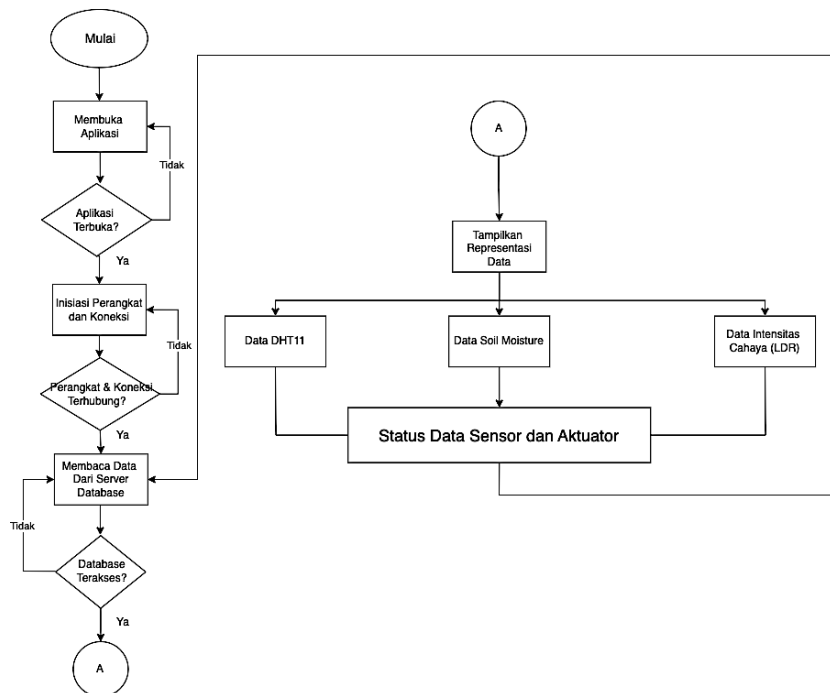 Mulai
Membuka
Aplikasi
Tidak
Aplikasi
Terbuka?
Ya
Inisiasi Perangkat
dan Koneksi
Tidak
Perangkat & Koneksi
Terhubung?
Ya
Membaca Data
Dari Server
Database
Tidak
Database
Terakses?
Ya
A
A
Tampilkan
Representasi
Data
Data DHT11
Data Soil Moisture
Data Intensitas
Cahaya (LDR)
Status Data Sensor dan Aktuator